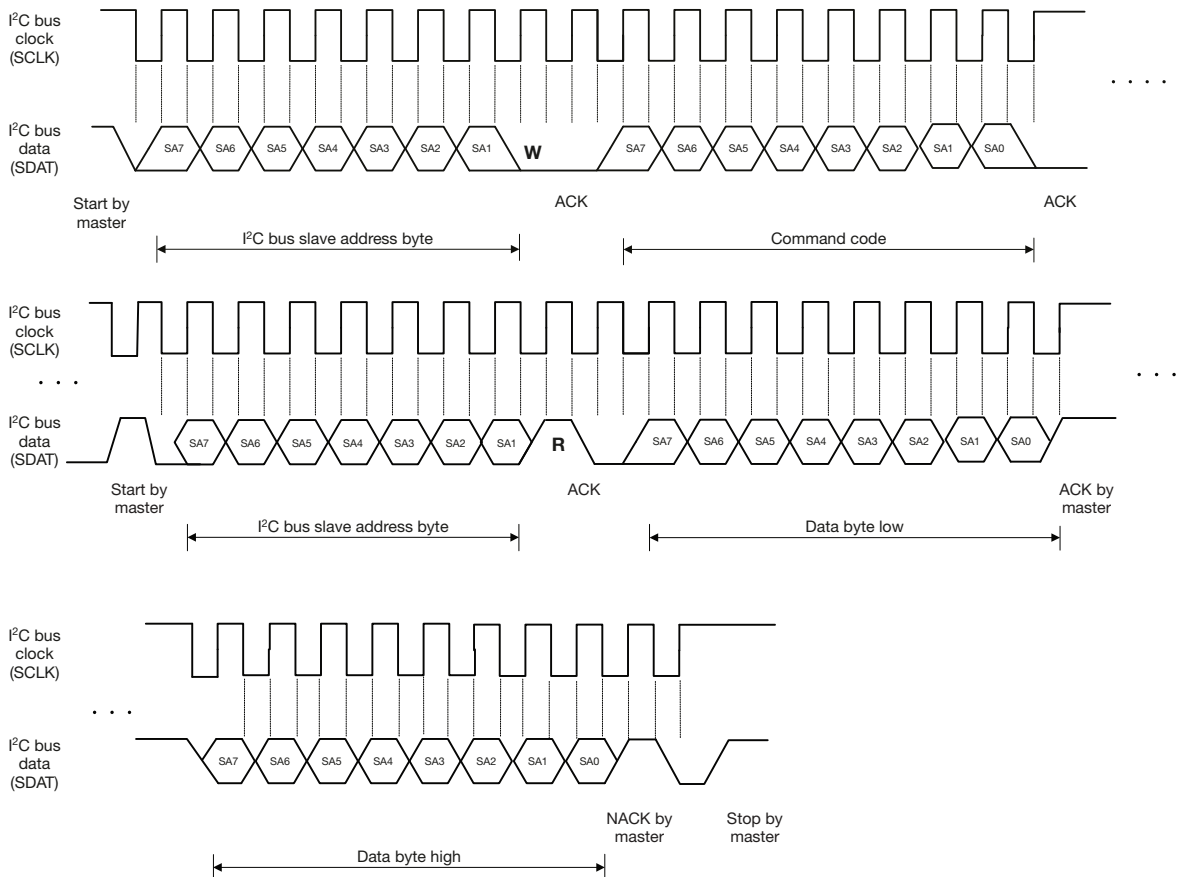 I²C bus
clock
(SCLK)
. . . .
I²C bus
data
(SDAT)
SA7 SA6 SA5 SA4 SA3 SA2 SA1 W SA7 SA6 SA5 SA4 SA3 SA2 SA1 SA0
Start by
master
ACK
ACK
I²C bus slave address byte
Command code
I²C bus
clock
(SCLK)
. . .
. . . .
I²C bus
data
(SDAT)
SA7 SA6 SA5 SA4 SA3 SA2 SA1 R SA7 SA6 SA5 SA4 SA3 SA2 SA1 SA0
Start by
master
ACK
ACK by
master
I²C bus slave address byte
Data byte low
I²C bus
clock
(SCLK)
. . .
I²C bus
data
(SDAT)
SA7 SA6 SA5 SA4 SA3 SA2 SA1 SA0
NACK by
master
Stop by
master
Data byte high